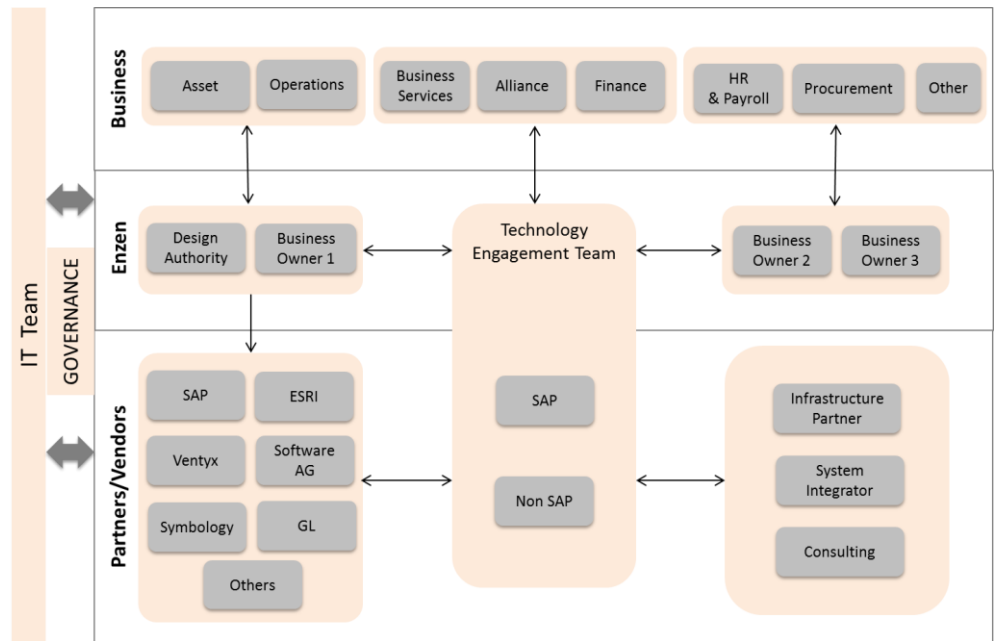 IT Team
GOVERNANCE
Business
Asset
Operations
Business
Services
Alliance
Finance
HR
& Payroll
Procurement
Other
Enzen
Design
Authority
Business
Owner 1
Technology
Engagement Team
Business
Owner 2
Business
Owner 3
Partners/Vendors
SAP
ESRI
Ventyx
Software
AG
Symbology
GL
Others
SAP
Non SAP
Infrastructure
Partner
System
Integrator
Consulting